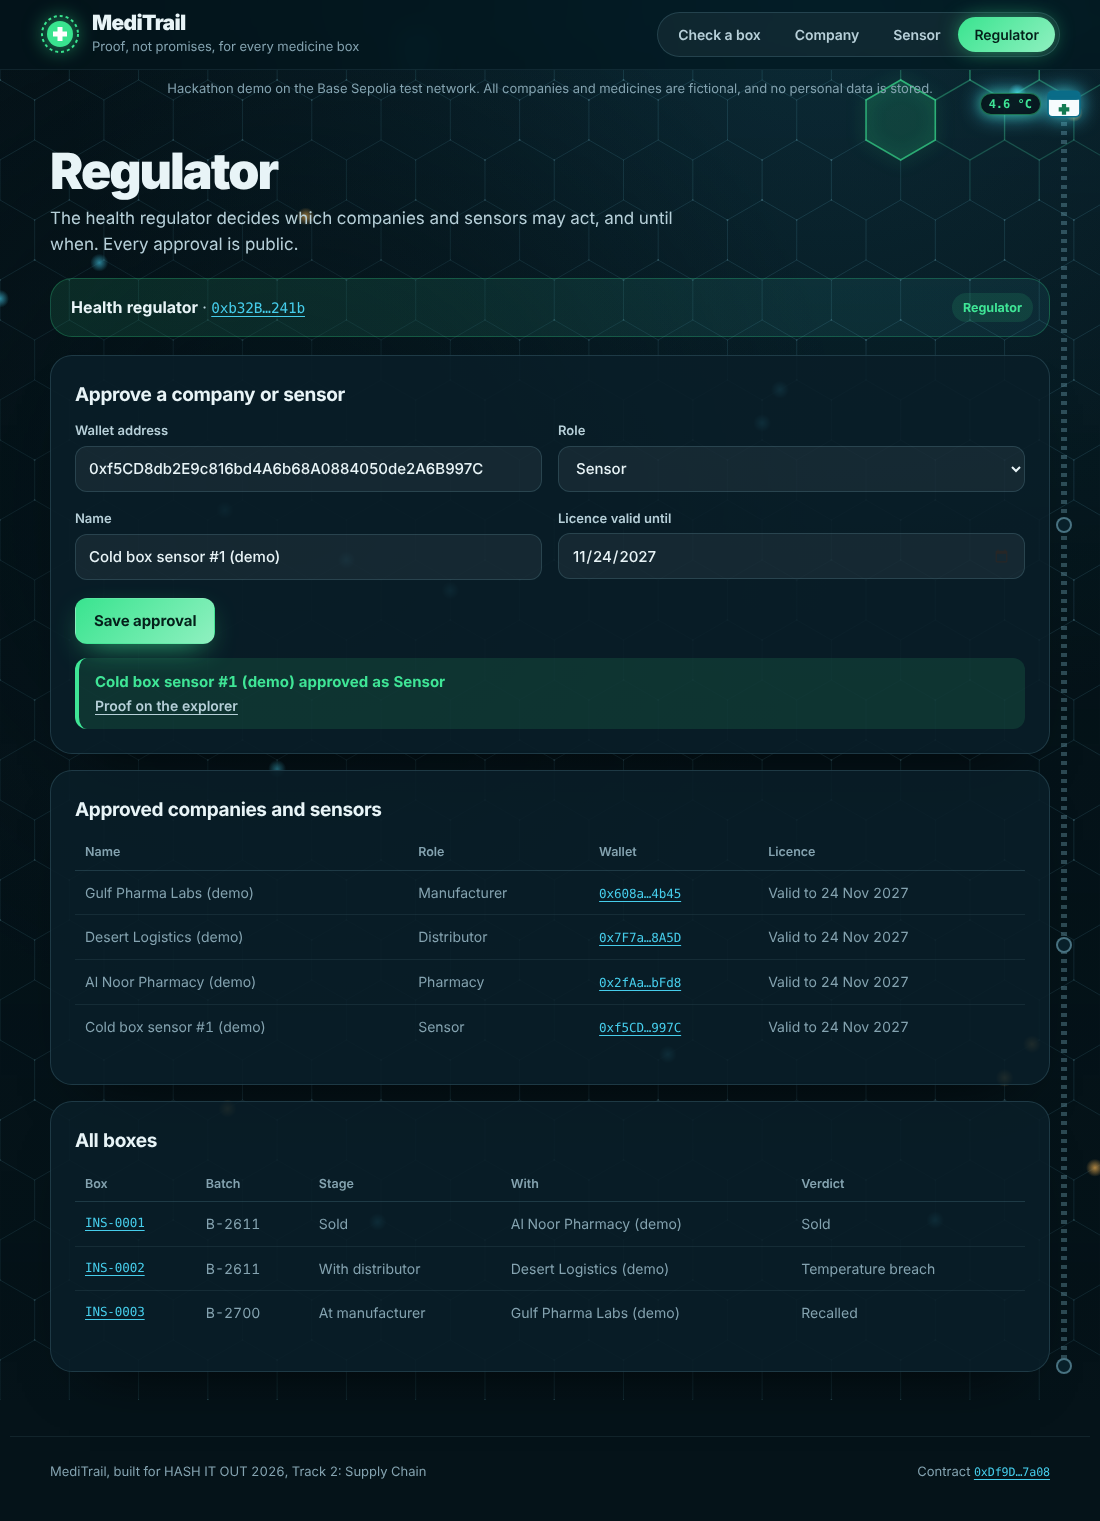 MediTrail
Proof, not promises, for every medicine box
Check a box
Company
Sensor
Regulator
Hackathon demo on the Base Sepolia test network. All companies and medicines are fictional, and no personal data is stored.
4.6 °C
Regulator
The health regulator decides which companies and sensors may act, and until
when. Every approval is public.
Health regulator · 0xb32B…241b
Regulator
Approve a company or sensor
Wallet address
Role
0xf5CD8db2E9c816bd4A6b68A0884050de2A6B997C
Sensor
Name
Licence valid until
Cold box sensor #1 (demo)
11/24/2027
Save approval
Cold box sensor #1 (demo) approved as Sensor
Proof on the explorer
Approved companies and sensors
Name Role Wallet Licence
Gulf Pharma Labs (demo) Manufacturer 0x608a…4b45 Valid to 24 Nov 2027
Desert Logistics (demo) Distributor 0x7F7a…8A5D Valid to 24 Nov 2027
Al Noor Pharmacy (demo) Pharmacy 0x2fAa…bFd8 Valid to 24 Nov 2027
Cold box sensor #1 (demo) Sensor 0xf5CD…997C Valid to 24 Nov 2027
All boxes
Box Batch Stage With Verdict
INS-0001 B-2611 Sold Al Noor Pharmacy (demo) Sold
INS-0002 B-2611 With distributor Desert Logistics (demo) Temperature breach
INS-0003 B-2700 At manufacturer Gulf Pharma Labs (demo) Recalled
MediTrail, built for HASH IT OUT 2026, Track 2: Supply Chain
Contract 0xDf9D…7a08